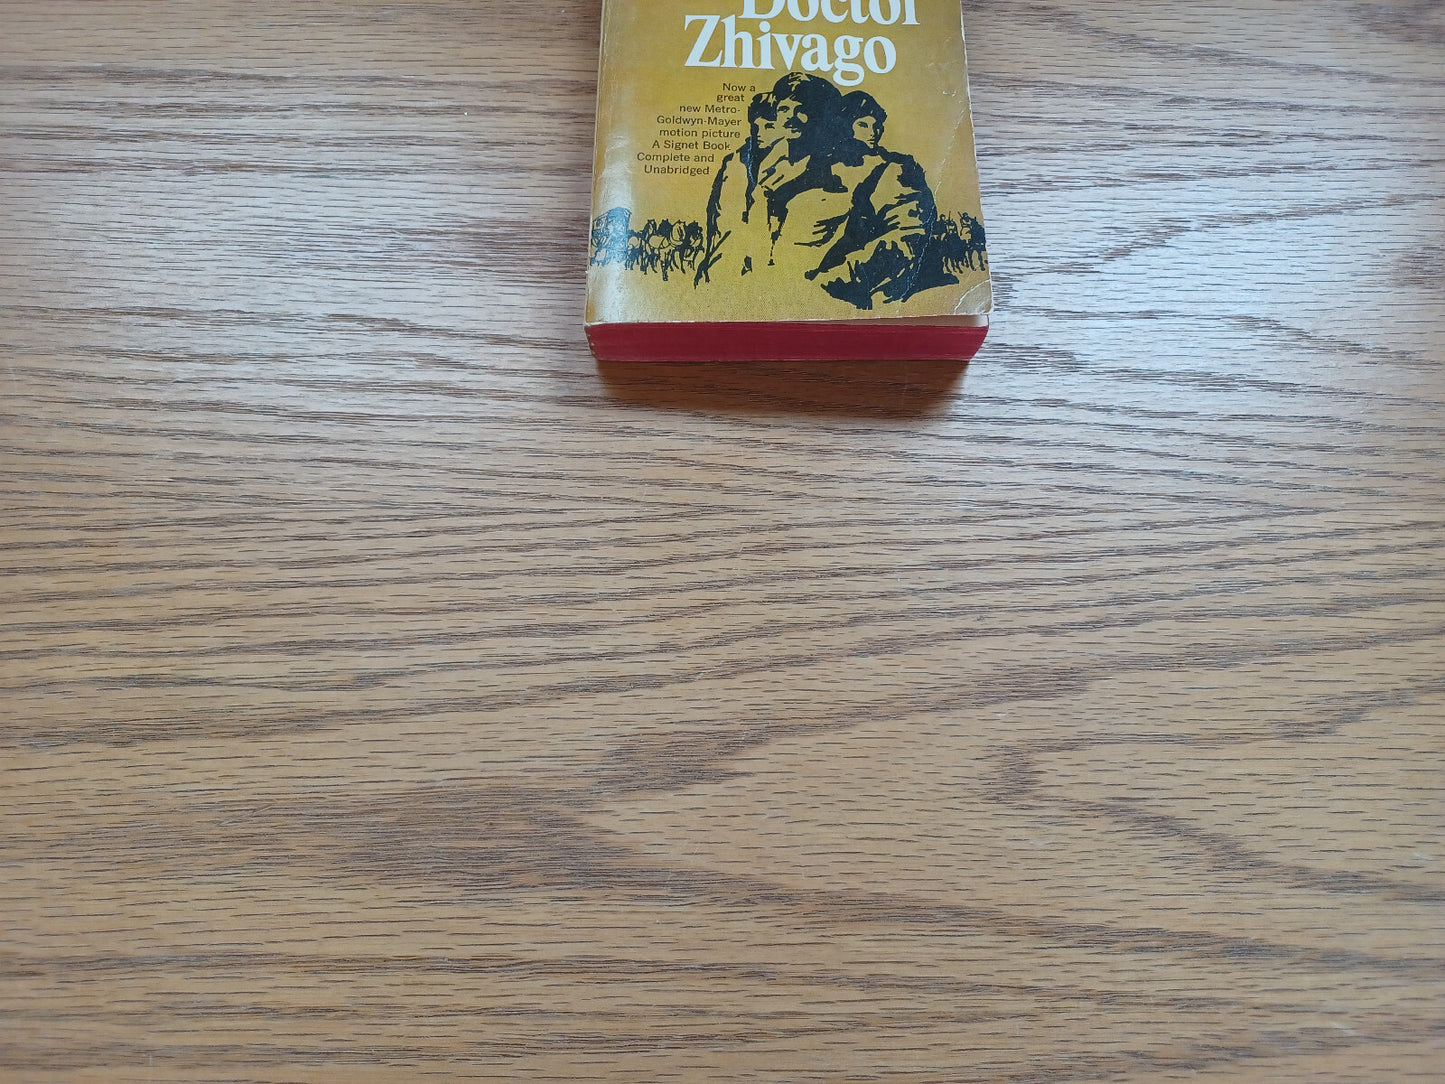 Doctor
Zhivago
Now a
great
new Metro-
Goldwyn-Mayer
motion picture
A Signet Book
Complete and
Unabridged